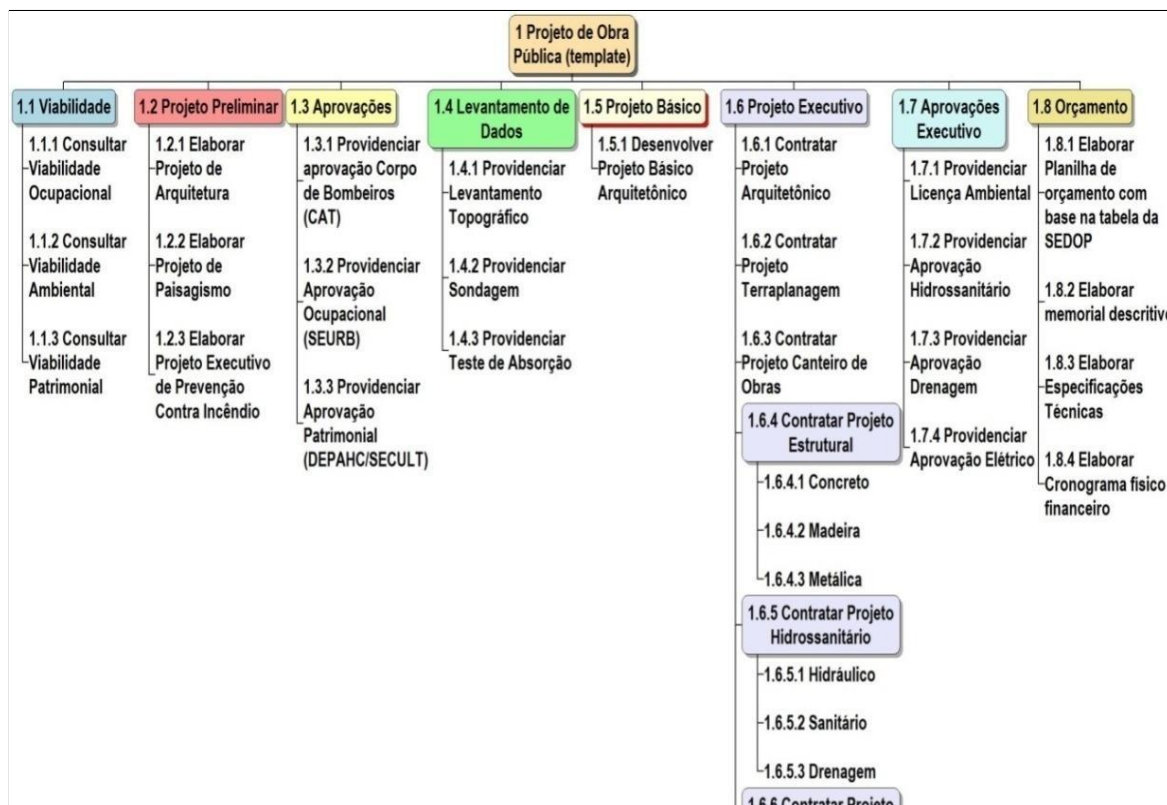 1 Projeto de Obra
Pública (template)
1.1 Viabilidade
1.1.1 Consultar
Viabilidade
Ocupacional
1.1.2 Consultar
Viabilidade
Ambiental
1.1.3 Consultar
Viabilidade
Patrimonial
1.2 Projeto Preliminar
1.2.1 Elaborar
Projeto de
Arquitetura
1.2.2 Elaborar
Projeto de
Paisagismo
1.2.3 Elaborar
Projeto Executivo
de Prevenção
Contra Incêndio
1.3 Aprovações
1.3.1 Providenciar
aprovação Corpo
de Bombeiros
(CAT)
1.3.2 Providenciar
Aprovação
Ocupacional
(SEURB)
1.3.3 Providenciar
Aprovação
Patrimonial
(DEPAHC/SECULT)
1.4 Levantamento de
Dados
1.4.1 Providenciar
Levantamento
Topográfico
1.4.2 Providenciar
Sondagem
1.4.3 Providenciar
Teste de Absorção
1.5 Projeto Básico
1.5.1 Desenvolver
Projeto Básico
Arquitetônico
1.6 Projeto Executivo
1.6.1 Contratar
Projeto
Arquitetônico
1.6.2 Contratar
Projeto
Terraplanagem
1.6.3 Contratar
Projeto Canteiro de
Obras
1.6.4 Contratar Projeto
Estrutural
1.6.4.1 Concreto
1.6.4.2 Madeira
1.6.4.3 Metálica
1.6.5 Contratar Projeto
Hidrossanitário
1.6.5.1 Hidráulico
1.6.5.2 Sanitário
1.6.5.3 Drenagem
1.6.6 Contratar Projeto
1.7 Aprovações
Executivo
1.7.1 Providenciar
Licença Ambiental
1.7.2 Providenciar
Aprovação
Hidrossanitário
1.7.3 Providenciar
Aprovação
Drenagem
1.7.4 Providenciar
Aprovação Elétrico
1.8 Orçamento
1.8.1 Elaborar
Planilha de
orçamento com
base na tabela da
SEDOP
1.8.2 Elaborar
memorial descritivo
1.8.3 Elaborar
Especificações
Técnicas
1.8.4 Elaborar
Cronograma físico
financeiro